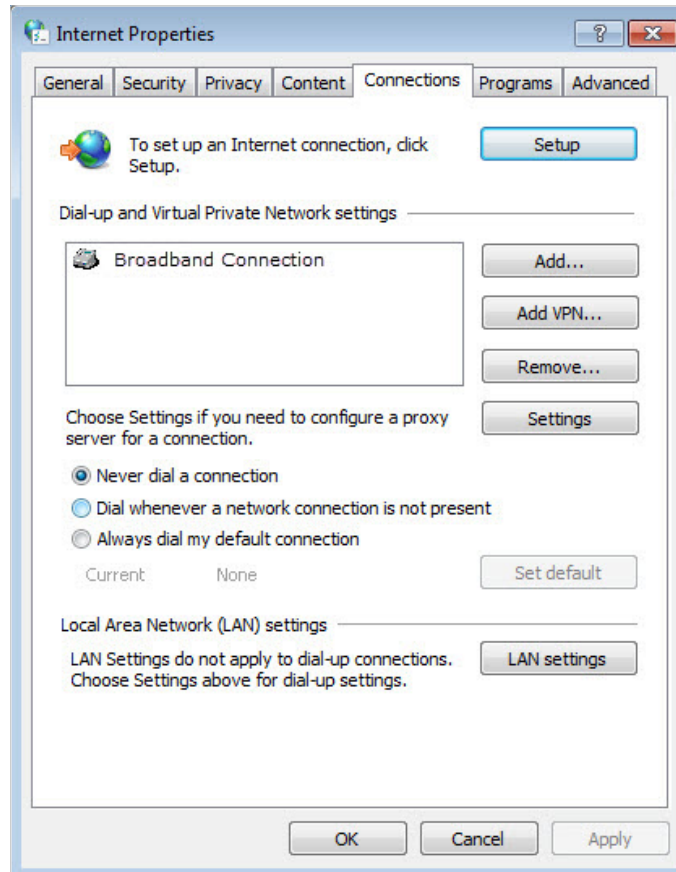 Internet Properties
?
General Security Privacy Content Connections Programs Advanced
To set up an Internet connection, click
Setup.
Setup
Dial-up and Virtual Private Network settings
Broadband Connection
Add...
Add VPN...
Remove...
Choose Settings if you need to configure a proxy
server for a connection.
Settings
Never dial a connection
Dial whenever a network connection is not present
Always dial my default connection
Current None
Set default
Local Area Network (LAN) settings
LAN Settings do not apply to dial-up connections.
Choose Settings above for dial-up settings.
LAN settings
OK Cancel Apply